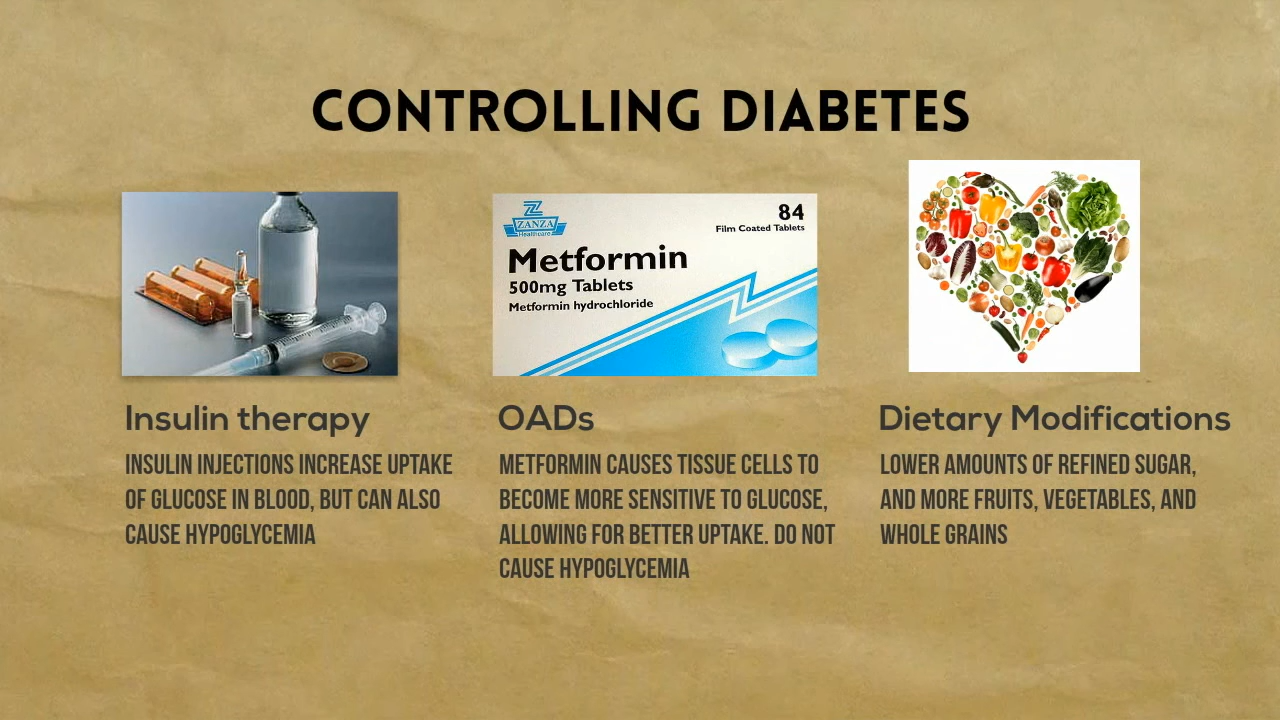 CONTROLLING DIABETES
ZANZA
Healthcare
84
Film Coated Tablets
Metformin
500mg Tablets
Metformin hydrochloride
Insulin therapy
INSULIN INJECTIONS INCREASE UPTAKE
OF GLUCOSE IN BLOOD, BUT CAN ALSO
CAUSE HYPOGLYCEMIA
OADs
METFORMIN CAUSES TISSUE CELLS TO
BECOME MORE SENSITIVE TO GLUCOSE,
ALLOWING FOR BETTER UPTAKE. DO NOT
CAUSE HYPOGLYCEMIA
Dietary Modifications
LOWER AMOUNTS OF REFINED SUGAR,
AND MORE FRUITS, VEGETABLES, AND
WHOLE GRAINS